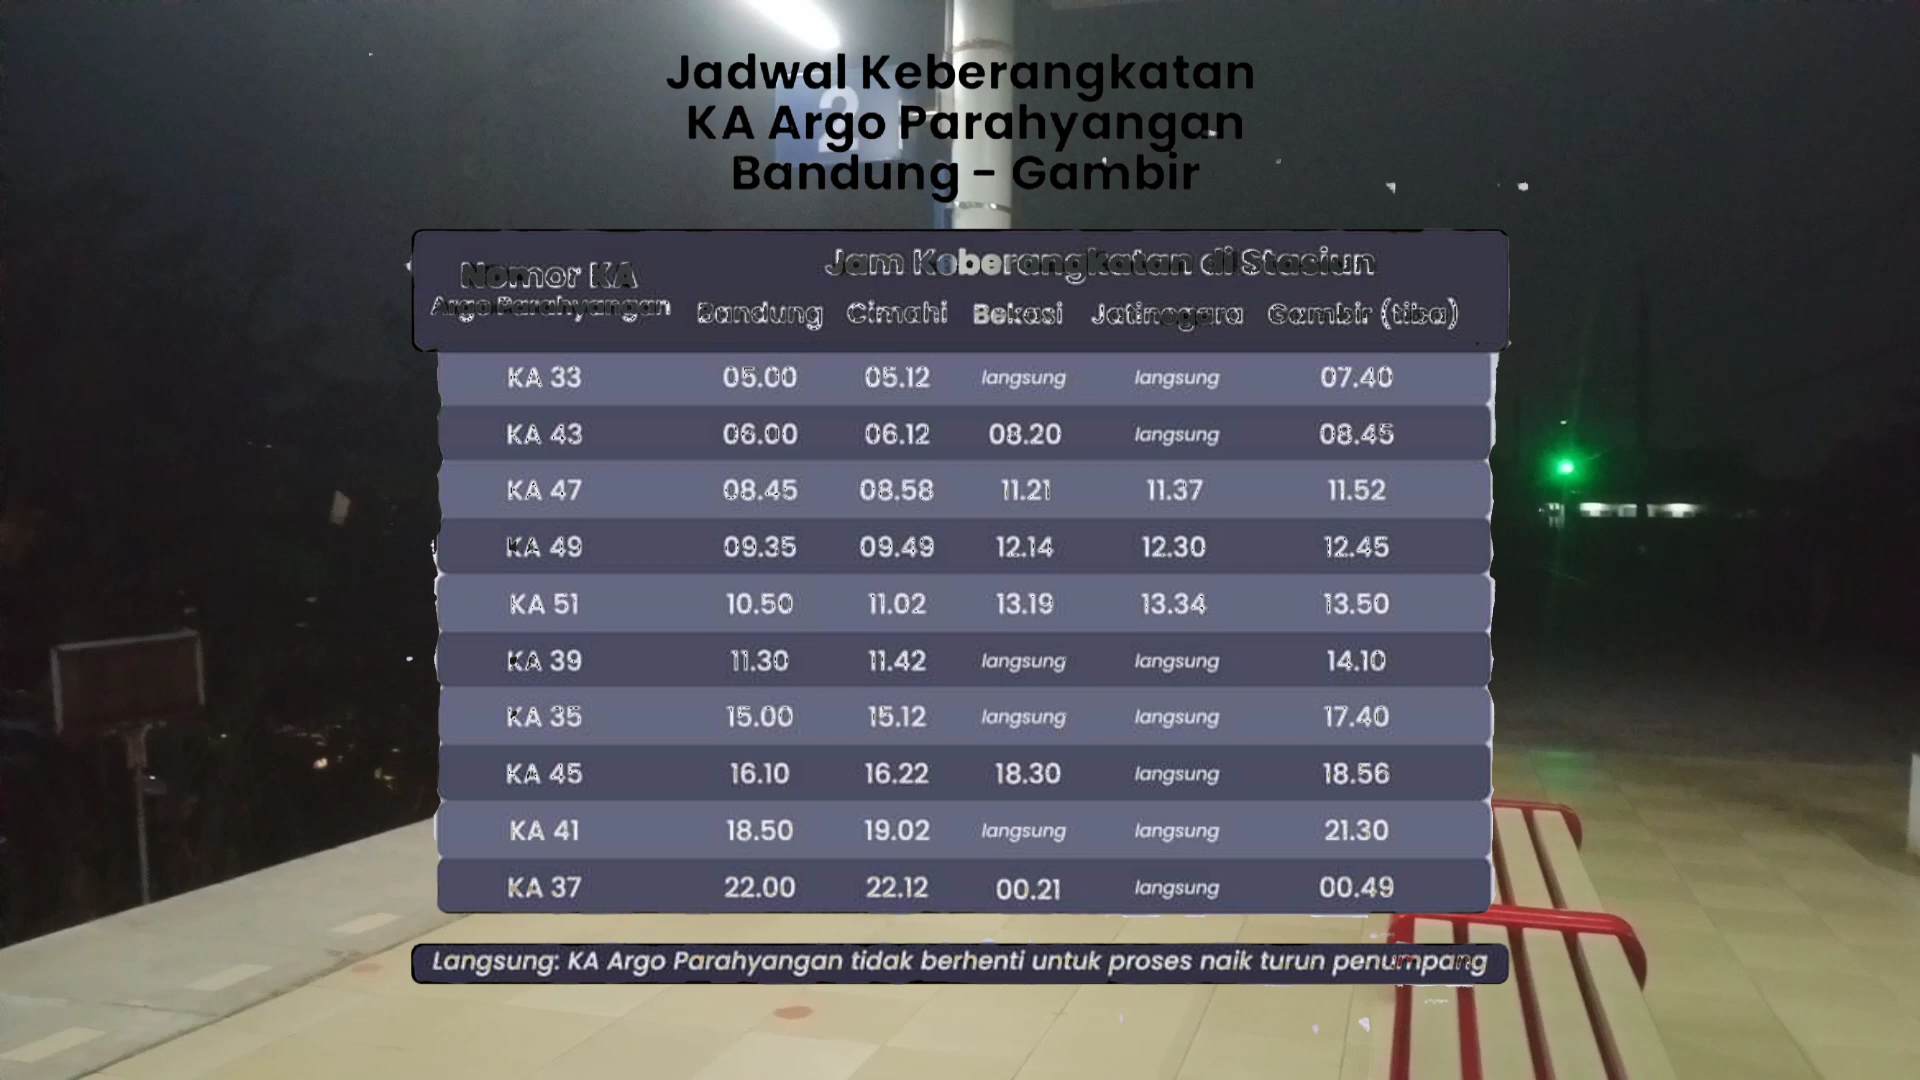 Jadwal Keberangkatan
KA Argo Parahyangan
Bandung - Gambir
2
Nomor KA
Argo Parahyangan
Jam Keberangkatan di Stasiun
Bandung Cimahi Bekasi Jatinegara Gambir (tiba)
KA 33 05.00 05.12 langsung langsung 07.40
KA 43 06.00 06.12 08.20 langsung 08.45
KA 47 08.45 08.58 11.21 11.37 11.52
KA 49 09.35 09.49 12.14 12.30 12.45
KA 51 10.50 11.02 13.19 13.34 13.50
KA 39 11.30 11.42 langsung langsung 14.10
KA 35 15.00 15.12 langsung langsung 17.40
KA 45 16.10 16.22 18.30 langsung 18.56
KA 41 18.50 19.02 langsung langsung 21.30
KA 37 22.00 22.12 00.21 langsung 00.49
Langsung: KA Argo Parahyangan tidak berhenti untuk proses naik turun penumpang